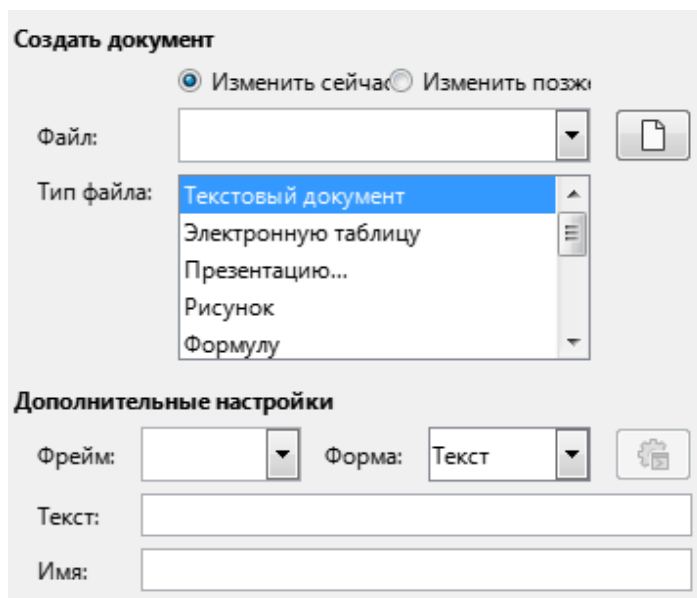 Создать документ
Изменить сейчас Изменить позже
Файл:
Тип файла: Текстовый документ
Электронную таблицу
Презентацию...
Рисунок
Формулу
Дополнительные настройки
Фрейм: Форма: Текст
Текст:
Имя: